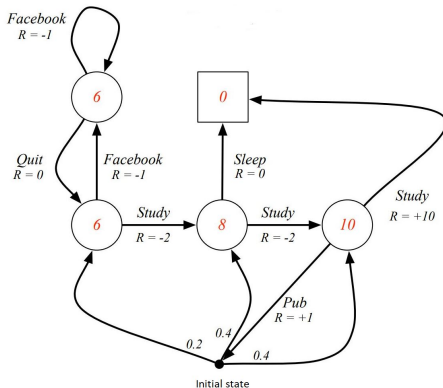 Facebook
R = -1
6
0
Quit
R = 0
Facebook
R = -1
Sleep
R = 0
Study
R = +10
6
Study
R = -2
8
Study
R = -2
10
Pub
R = +1
0.2
0.4
0.4
Initial state